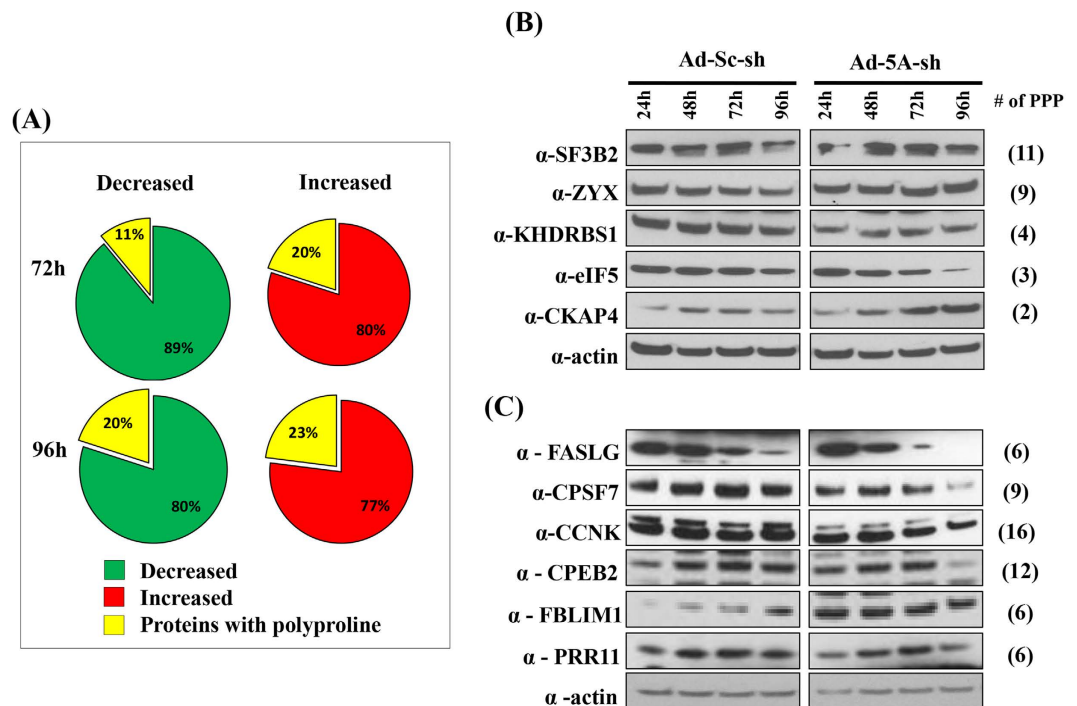 (A)
Decreased Increased
72h
11%
89%
20%
80%
96h
20%
80%
23%
77%
Decreased
Increased
Proteins with polyproline
(B)
Ad-Sc-sh Ad-5A-sh
24h 48h 72h 96h 24h 48h 72h 96h # of PPP
α-SF3B2 (11)
α-ZYX (9)
α-KHDRBS1 (4)
α-eIF5 (3)
α-CKAP4 (2)
α-actin
(C)
α - FASLG (6)
α-CPSF7 (9)
α-CCNK (16)
α - CPEB2 (12)
α - FBLIM1 (6)
α - PRR11 (6)
α -actin